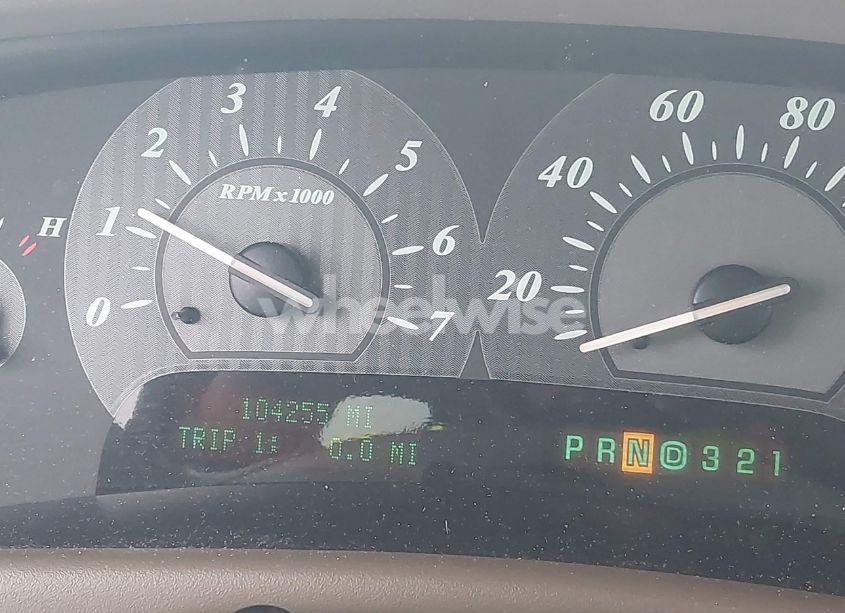 0 1 2 3 4 5 6 7
RPM x 1000
H
20 40 60 80
wheelwise
104255 MI
TRIP 1: 0.0 MI
P R N D 3 2 1